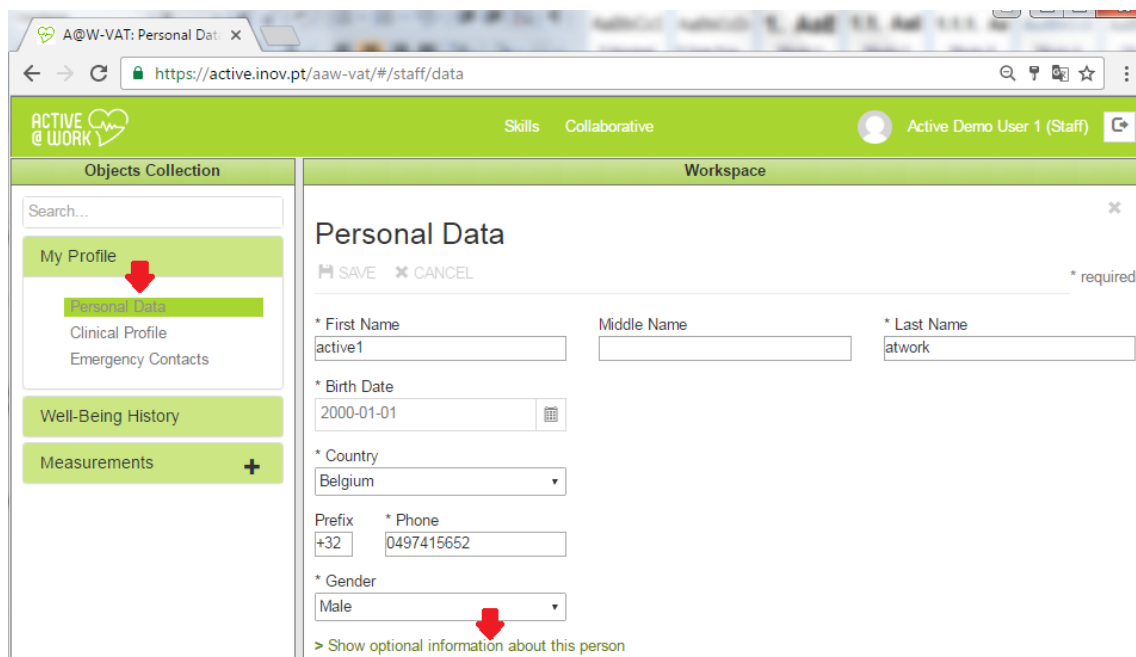 A@W-VAT: Personal Dat
https://active.inov.pt/aaw-vat/#/staff/data
ACTIVE
@ WORK
Skills Collaborative Active Demo User 1 (Staff)
Objects Collection
Workspace
Search...
My Profile
Personal Data
Clinical Profile
Emergency Contacts
Well-Being History
Measurements
Personal Data
SAVE CANCEL
* required
* First Name Middle Name * Last Name
active1 atwork
* Birth Date
2000-01-01
* Country
Belgium
Prefix * Phone
+32 0497415652
* Gender
Male
> Show optional information about this person